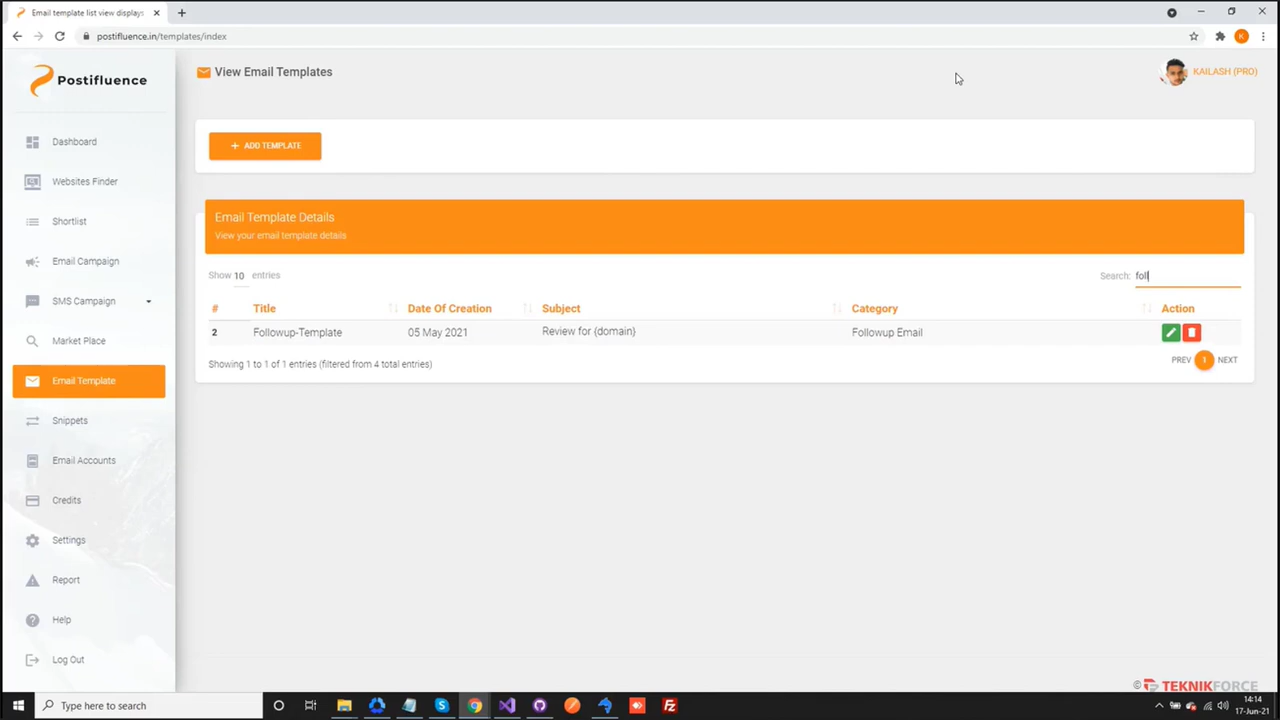 Email template list view displays
postifluence.in/templates/index
K
Postifluence
View Email Templates
KAILASH (PRO)
Dashboard
Websites Finder
Shortlist
Email Campaign
SMS Campaign
Market Place
Email Template
Snippets
Email Accounts
Credits
Settings
Report
Help
Log Out
+ ADD TEMPLATE
Email Template Details
View your email template details
Show 10 entries
Search: foll
# Title Date Of Creation Subject Category Action
2 Followup-Template 05 May 2021 Review for {domain} Followup Email
Showing 1 to 1 of 1 entries (filtered from 4 total entries)
PREV 1 NEXT
© TEKNIKFORCE
Type here to search
14:14
17-Jun-21